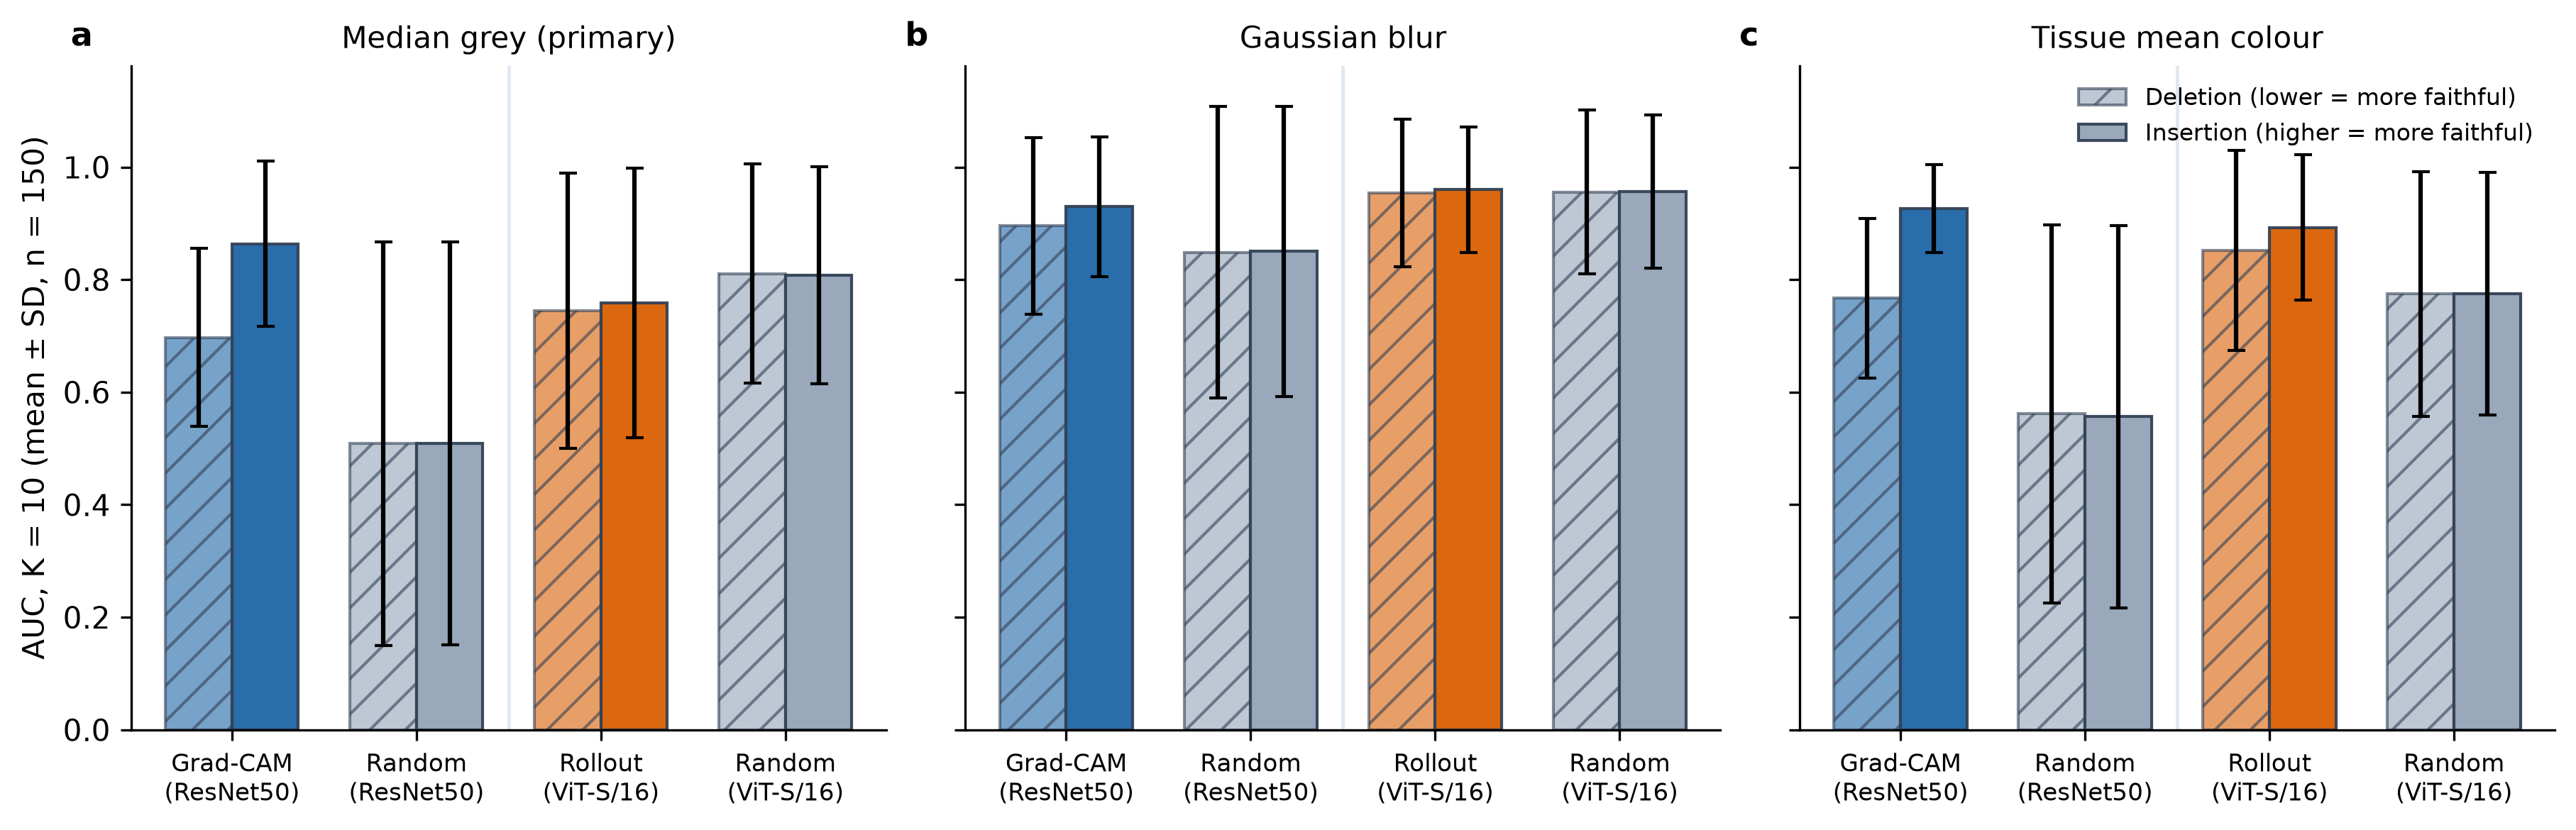 a
Median grey (primary)
b
Gaussian blur
c
Tissue mean colour
Deletion (lower = more faithful)
Insertion (higher = more faithful)
AUC, K = 10 (mean ± SD, n = 150)
1.0
0.8
0.6
0.4
0.2
0.0
Grad-CAM
(ResNet50)
Random
(ResNet50)
Rollout
(ViT-S/16)
Random
(ViT-S/16)
Grad-CAM
(ResNet50)
Random
(ResNet50)
Rollout
(ViT-S/16)
Random
(ViT-S/16)
Grad-CAM
(ResNet50)
Random
(ResNet50)
Rollout
(ViT-S/16)
Random
(ViT-S/16)